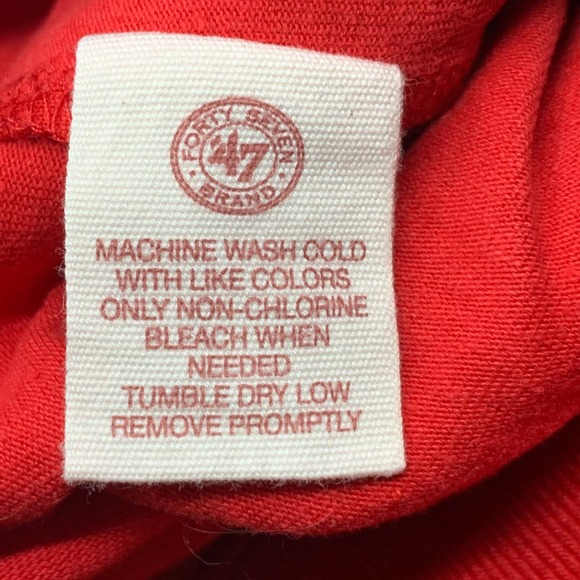 FORTY SEVEN
'47
BRAND
MACHINE WASH COLD
WITH LIKE COLORS
ONLY NON-CHLORINE
BLEACH WHEN
NEEDED
TUMBLE DRY LOW
REMOVE PROMPTLY